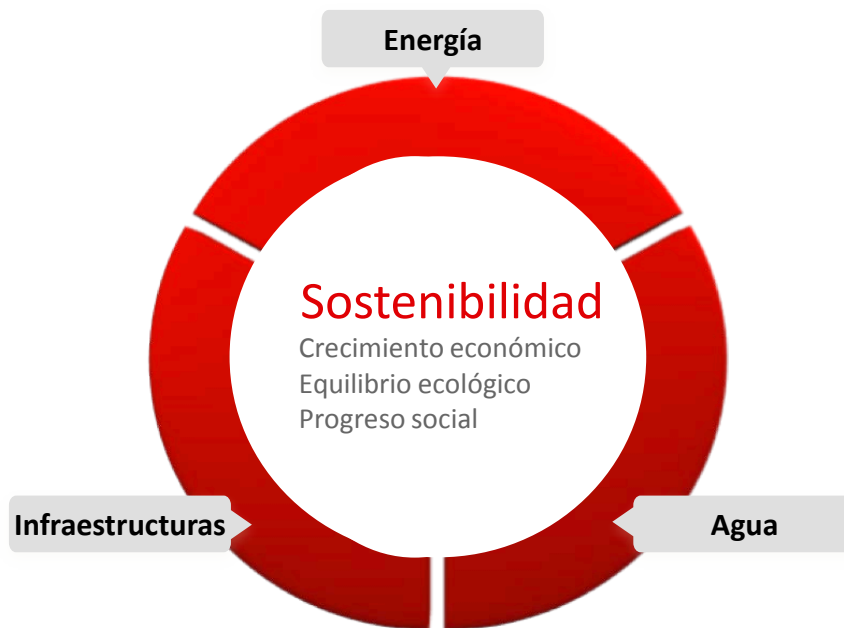 Energía
Sostenibilidad
Crecimiento económico
Equilibrio ecológico
Progreso social
Infraestructuras
Agua